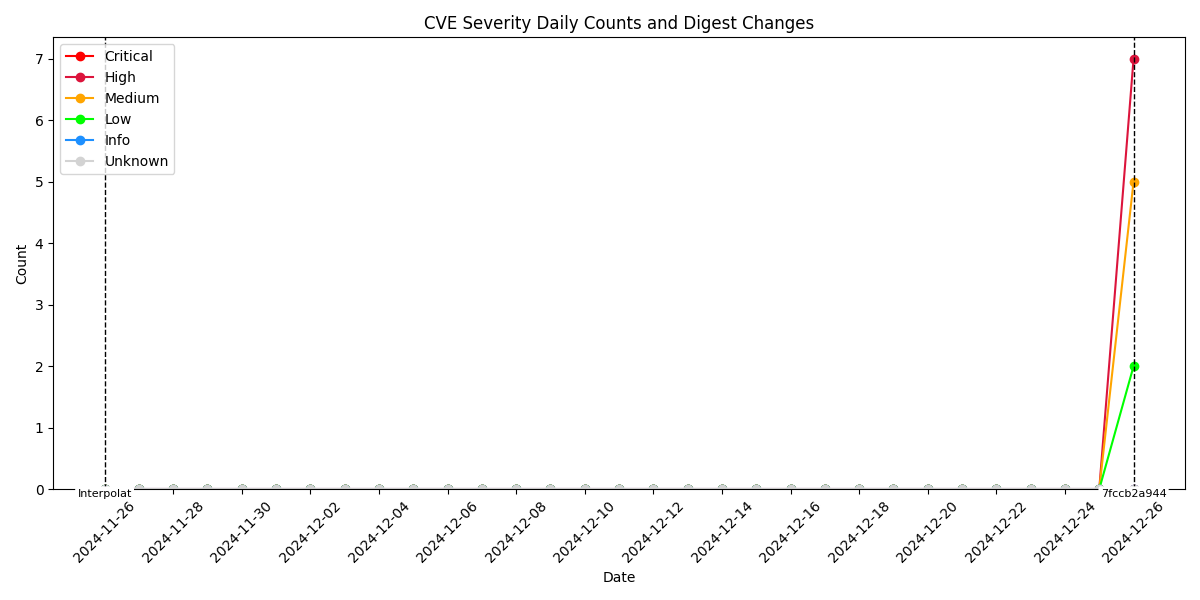 CVE Severity Daily Counts and Digest Changes
Critical
High
Medium
Low
Info
Unknown
7
6
5
4
3
2
1
0
Count
Interpolat
7fccb2a944
2024-11-26
2024-11-28
2024-11-30
2024-12-02
2024-12-04
2024-12-06
2024-12-08
2024-12-10
2024-12-12
2024-12-14
2024-12-16
2024-12-18
2024-12-20
2024-12-22
2024-12-24
2024-12-26
Date